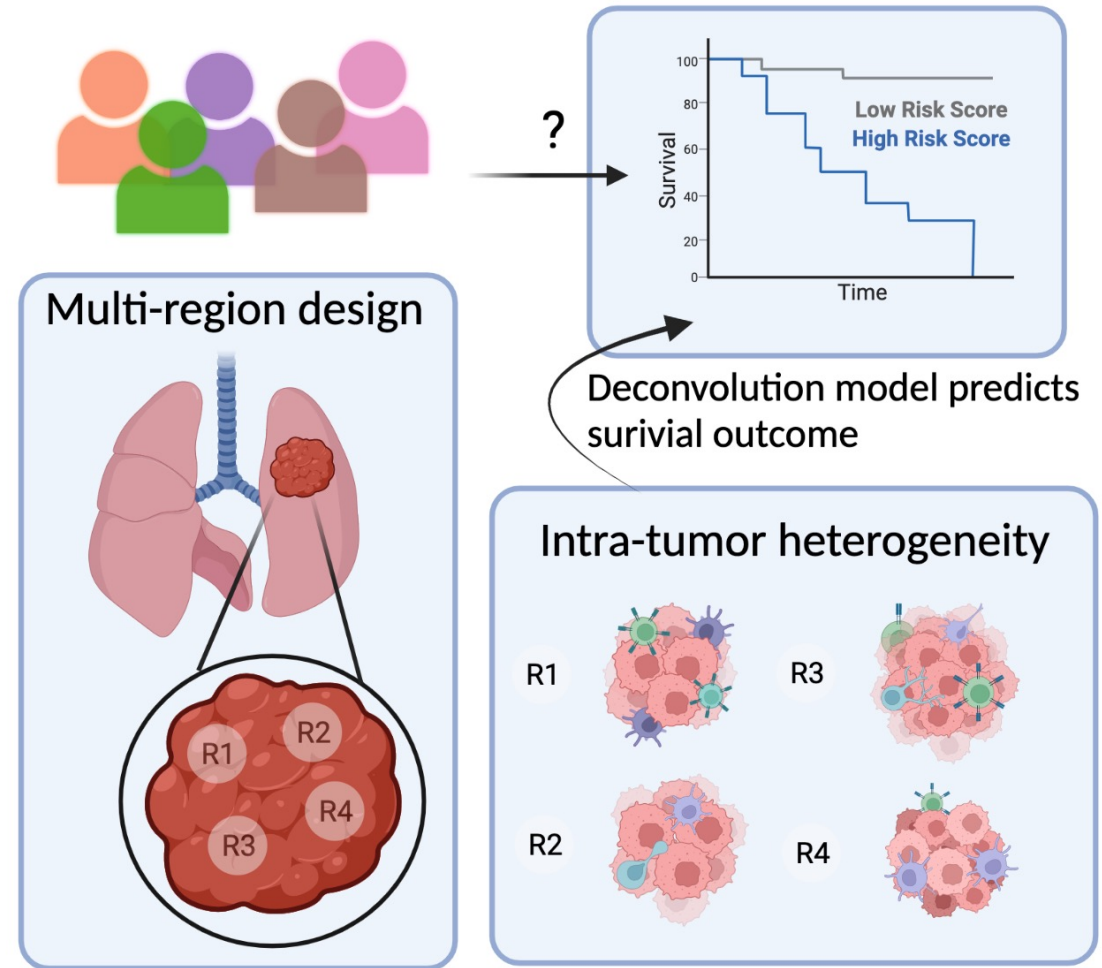 ?
100
80
60
40
20
0
Survival
Low Risk Score
High Risk Score
Time
Multi-region design
R1
R2
R3
R4
Deconvolution model predicts
surivial outcome
Intra-tumor heterogeneity
R1
R3
R2
R4